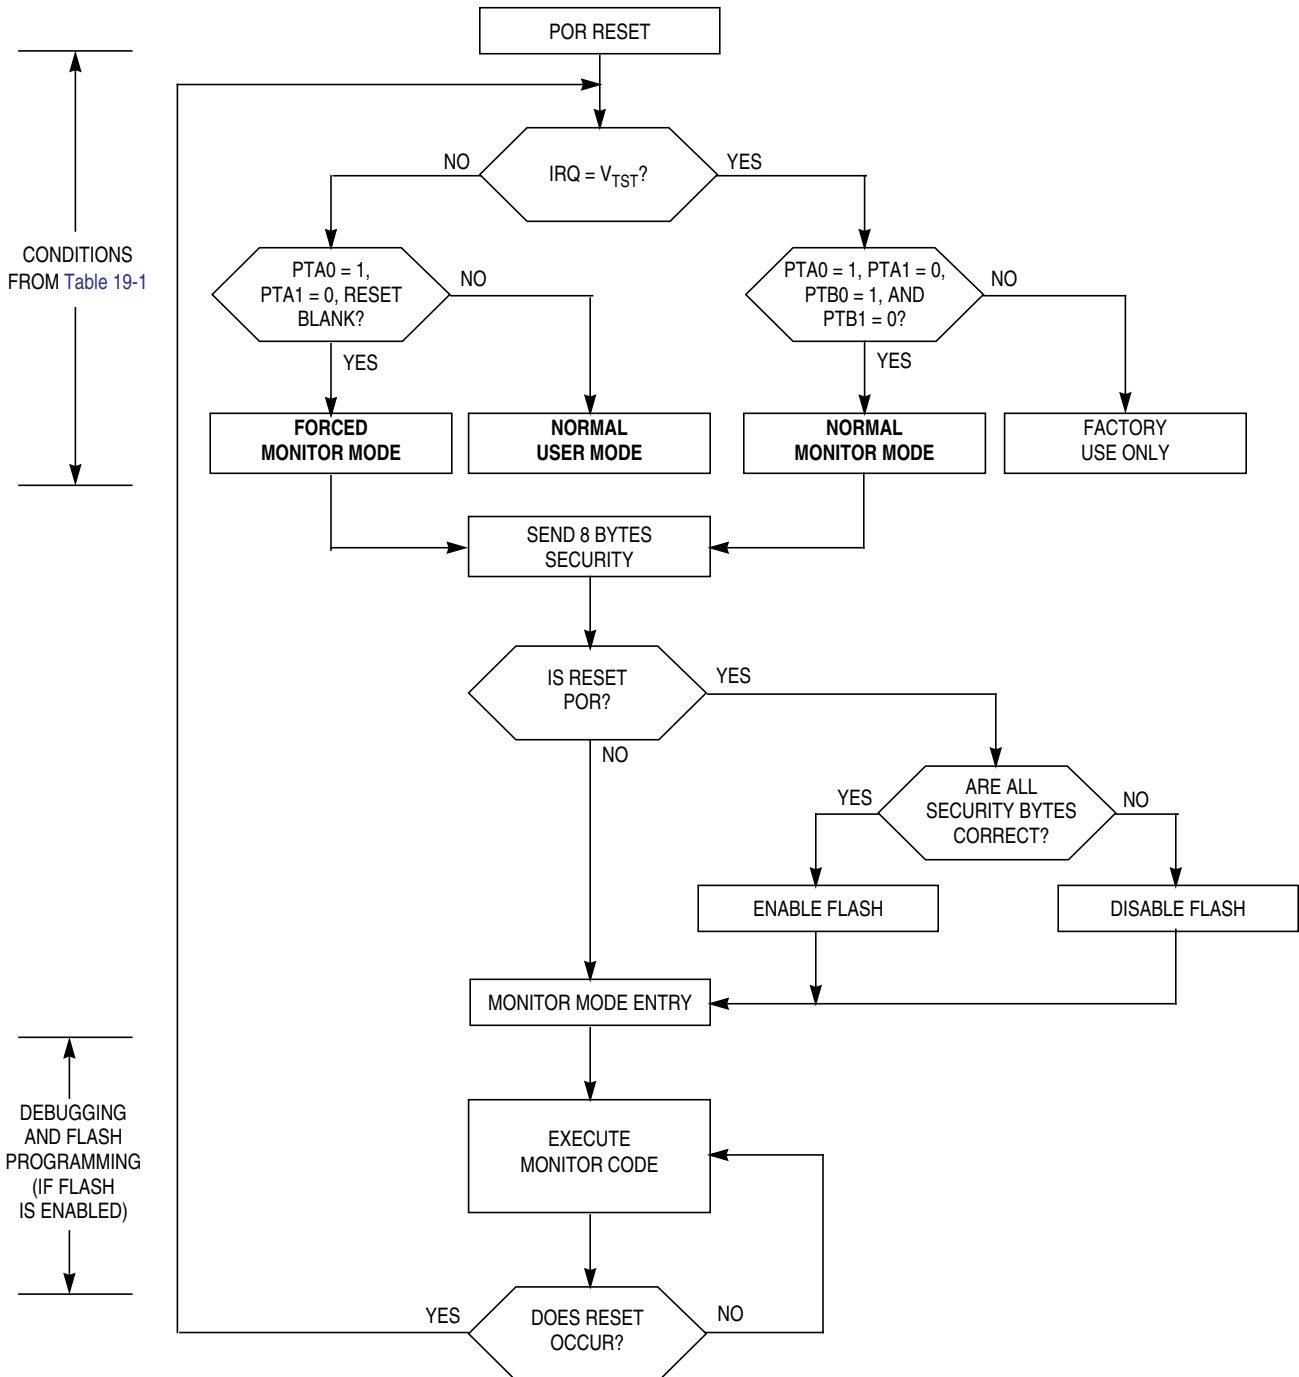 POR RESET
IRQ = VTST?
NO
YES
CONDITIONS
FROM Table 19-1
PTA0 = 1,
PTA1 = 0, RESET
BLANK?
NO
YES
PTA0 = 1, PTA1 = 0,
PTB0 = 1, AND
PTB1 = 0?
NO
YES
FORCED
MONITOR MODE
NORMAL
USER MODE
NORMAL
MONITOR MODE
FACTORY
USE ONLY
SEND 8 BYTES
SECURITY
IS RESET
POR?
YES
NO
ARE ALL
SECURITY BYTES
CORRECT?
YES
NO
ENABLE FLASH
DISABLE FLASH
MONITOR MODE ENTRY
DEBUGGING
AND FLASH
PROGRAMMING
(IF FLASH
IS ENABLED)
EXECUTE
MONITOR CODE
DOES RESET
OCCUR?
YES
NO